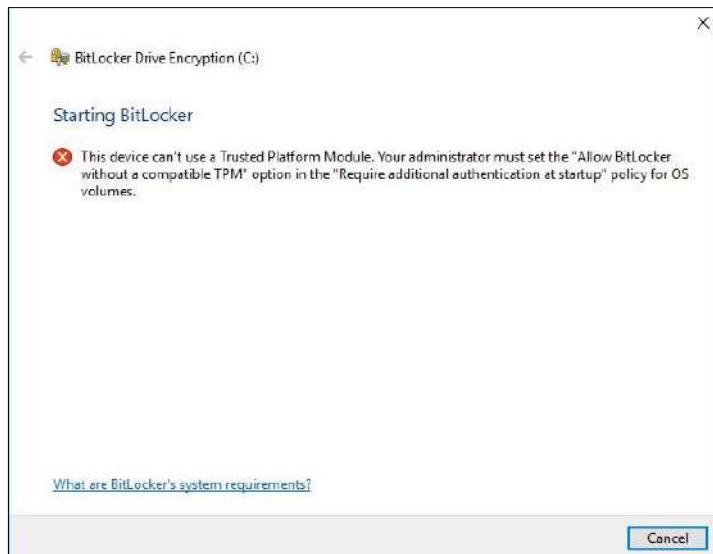 BitLocker Drive Encryption (C:)
Starting BitLocker
This device can't use a Trusted Platform Module. Your administrator must set the "Allow BitLocker
without a compatible TPM" option in the "Require additional authentication at startup" policy for OS
volumes.
What are BitLocker's system requirements?
Cancel